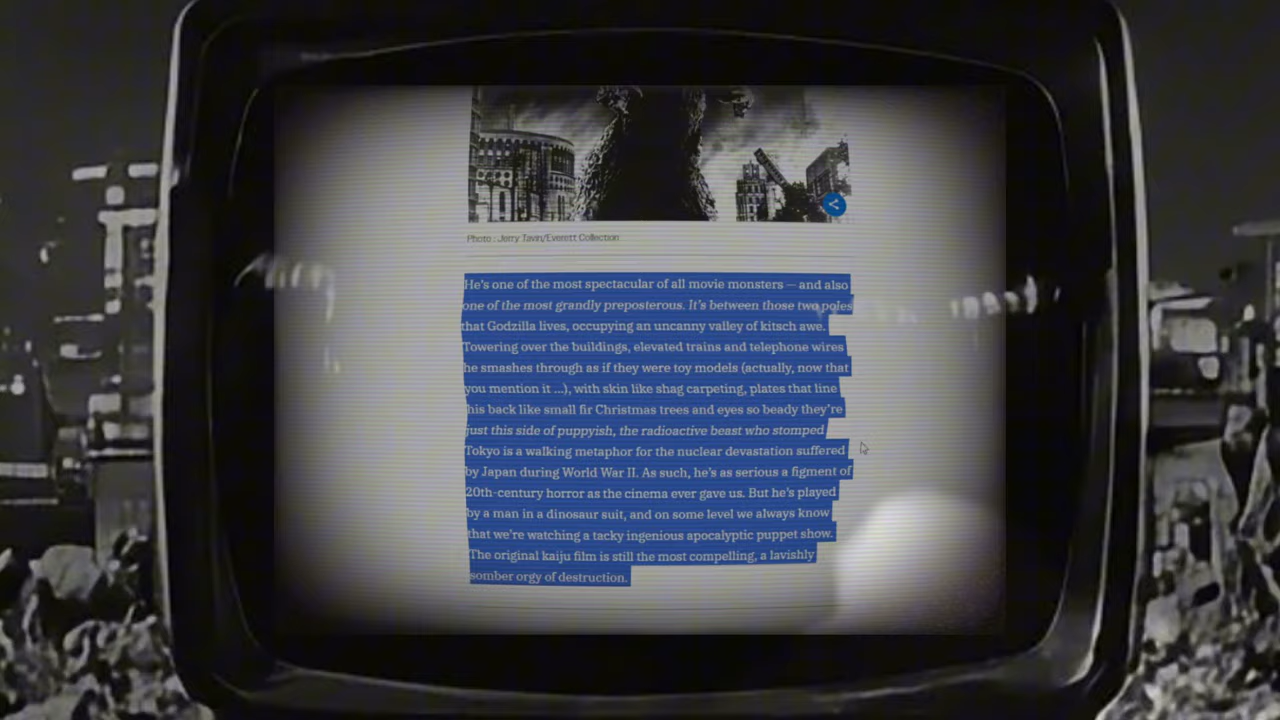 Photo : Jerry Tavin/Everett Collection
He's one of the most spectacular of all movie monsters — and also
one of the most grandly preposterous. It's between those two poles
that Godzilla lives, occupying an uncanny valley of kitsch awe.
Towering over the buildings, elevated trains and telephone wires
he smashes through as if they were toy models (actually, now that
you mention it ...), with skin like shag carpeting, plates that line
his back like small fir Christmas trees and eyes so beady they're
just this side of puppyish, the radioactive beast who stomped
Tokyo is a walking metaphor for the nuclear devastation suffered
by Japan during World War II. As such, he's as serious a figment of
20th-century horror as the cinema ever gave us. But he's played
by a man in a dinosaur suit, and on some level we always know
that we're watching a tacky ingenious apocalyptic puppet show.
The original kaiju film is still the most compelling, a lavishly
somber orgy of destruction.